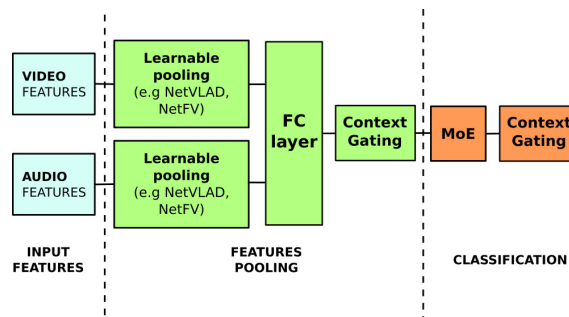 VIDEO
FEATURES
Learnable
pooling
(e.g NetVLAD,
NetFV)
AUDIO
FEATURES
Learnable
pooling
(e.g NetVLAD,
NetFV)
FC
layer
Context
Gating
MoE
Context
Gating
INPUT
FEATURES
FEATURES
POOLING
CLASSIFICATION